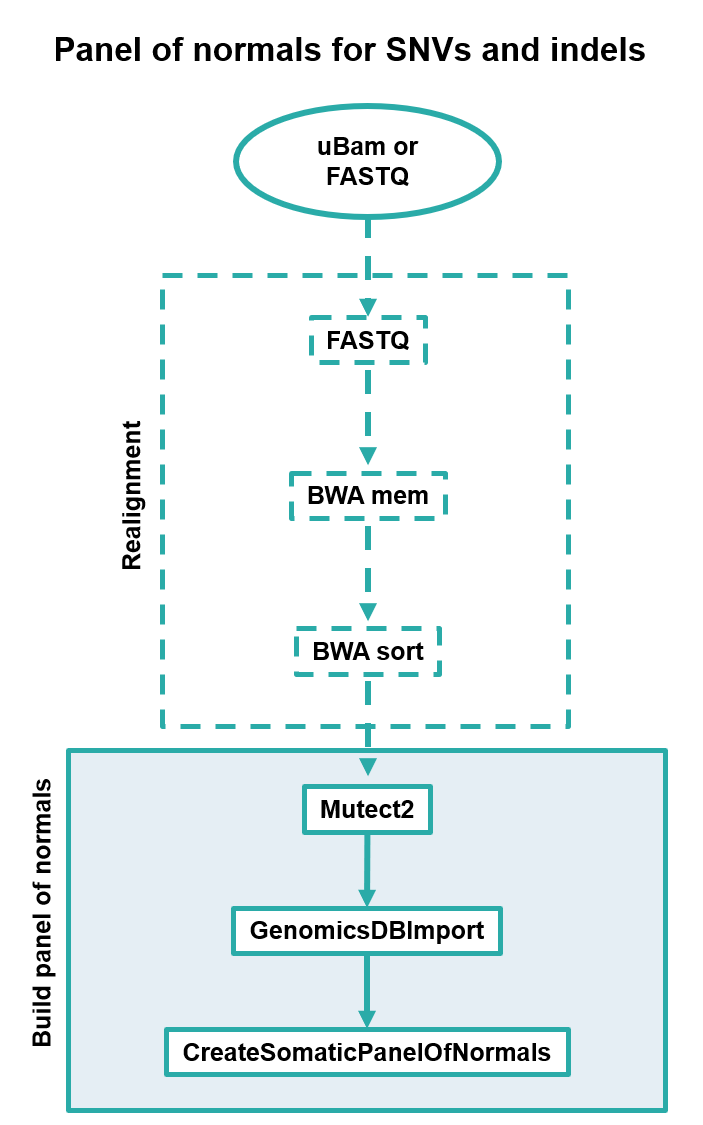 Panel of normals for SNVs and indels
uBam or
FASTQ
Realignment
FASTQ
BWA mem
BWA sort
Build panel of normals
Mutect2
GenomicsDBImport
CreateSomaticPanelOfNormals